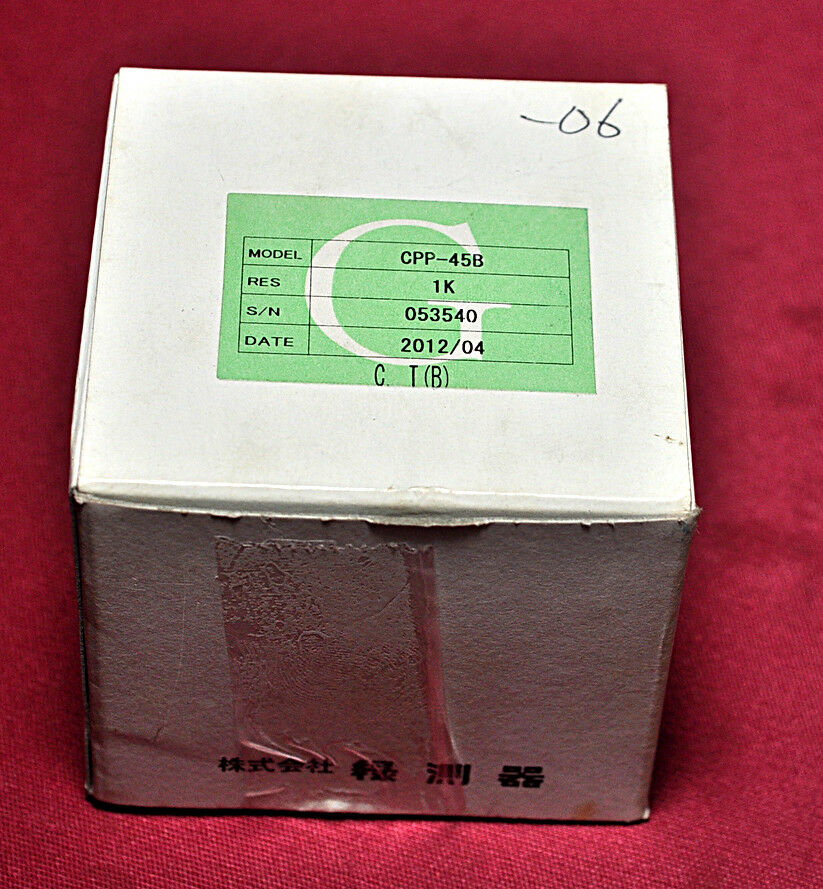 -06
G
MODEL CPP-45B
RES 1K
S/N 053540
DATE 2012/04
C. T(B)
株式会社 緑 測 器